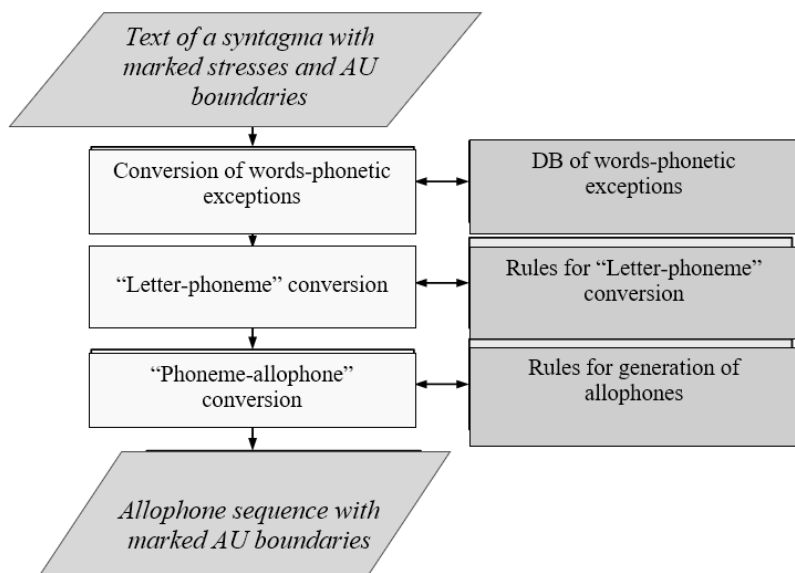 Text of a syntagma with
marked stresses and AU
boundaries
Conversion of words-phonetic
exceptions
DB of words-phonetic
exceptions
“Letter-phoneme” conversion
Rules for “Letter-phoneme”
conversion
“Phoneme-allophone”
conversion
Rules for generation of
allophones
Allophone sequence with
marked AU boundaries